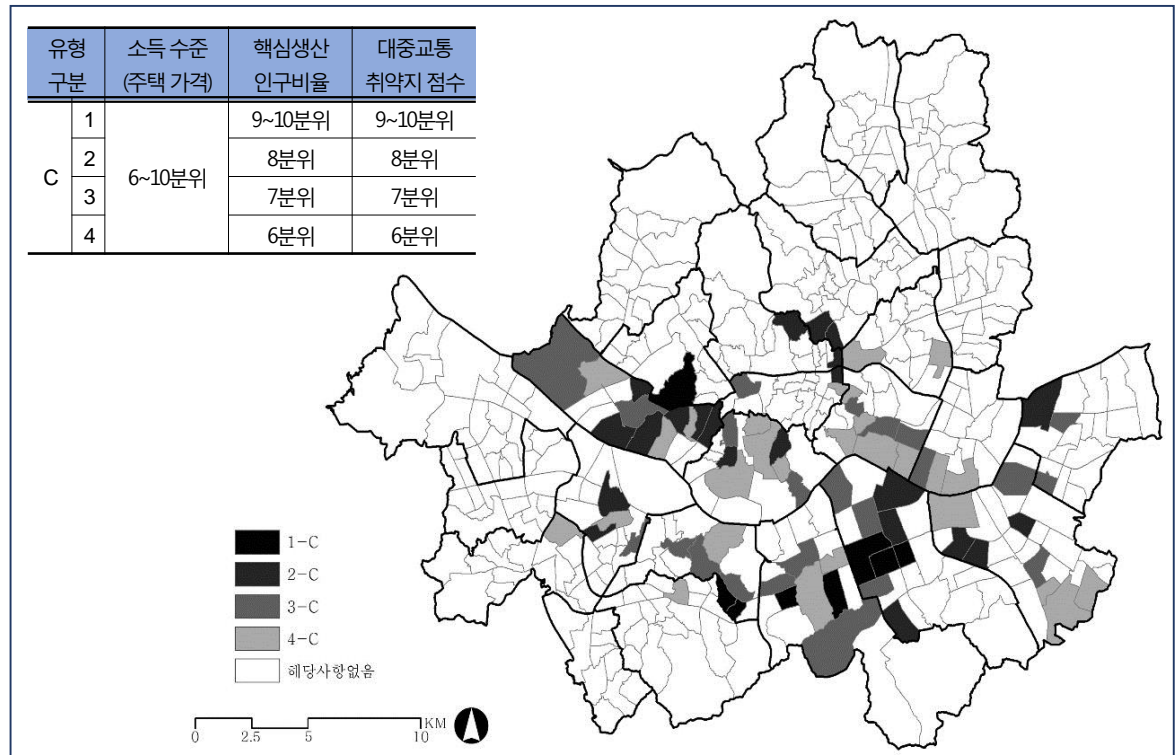 유형 구분 소득 수준 (주택 가격) 핵심생산 인구비율 대중교통 취약지 점수
C 6~10분위
1 9~10분위 9~10분위
2 8분위 8분위
3 7분위 7분위
4 6분위 6분위
1-C
2-C
3-C
4-C
해당사항없음
0 2.5 5 10 KM